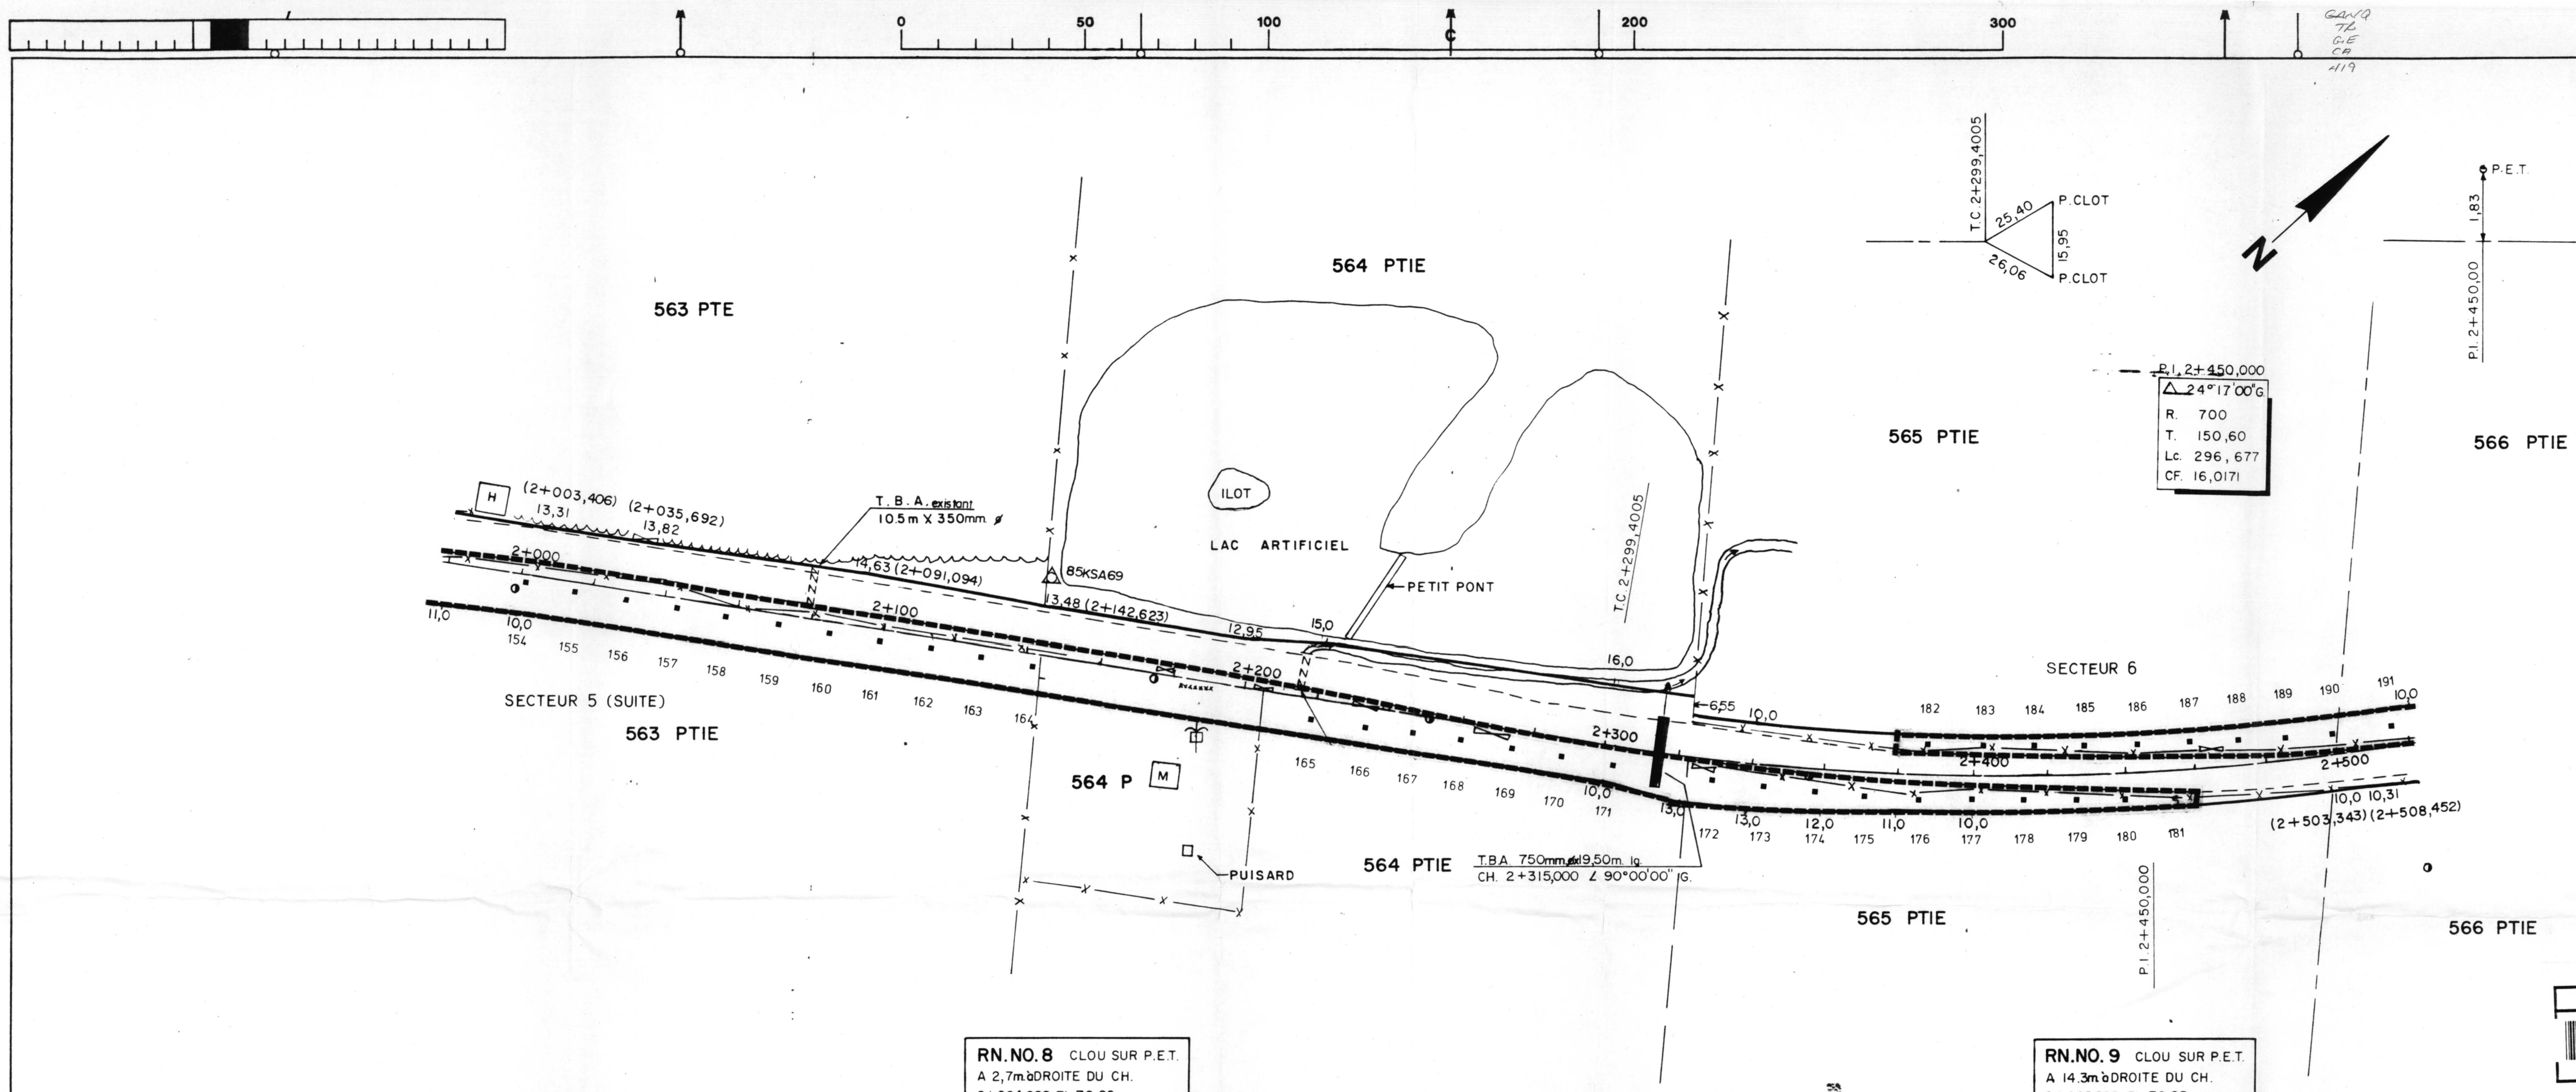 0 50 100 200 300
C
GANQ
TR
G.E
CA
419
T.C. 2+299,4005
25,40
P.CLOT
15,95
26,06
P.CLOT
N
P.E.T.
1,83
P.I. 2+450,00
564 PTIE
563 PTE
P.I. 2+450,000
△ 24°17'00"G.
R. 700
T. 150,60
Lc. 296,677
CF. 16,0171
565 PTIE
566 PTIE
H
(2+003,406)
13,31
(2+035,692)
13,82
T.B.A. existant
10.5m X 350mm. ø
ILOT
LAC ARTIFICIEL
T.C. 2+299,4005
2+000
14,63 (2+091,094)
85KSA69
PETIT PONT
13,48 (2+142,623)
2+100
12,95
15,0
16,0
11,0
10,0
154 155 156 157 158 159 160 161 162 163 164
2+200
SECTEUR 5 (SUITE)
SECTEUR 6
6,55
10,0
182 183 184 185 186 187 188 189 190 191
10,0
563 PTIE
2+300
2+400
2+500
564 P
M
165 166 167 168 169 170 171
10,0
13,0
13,0
12,0
11,0
10,0
172 173 174 175 176 177 178 179 180 181
10,0 10,31
(2+503,343) (2+508,452)
PUISARD
564 PTIE
T.B.A. 750mm.øx19,50m. lg.
CH. 2+315,000 ∠ 90°00'00" G.
565 PTIE
P.I. 2+450,000
566 PTIE
RN.NO. 8 CLOU SUR P.E.T.
A 2,7m.àDROITE DU CH.
RN.NO. 9 CLOU SUR P.E.T.
A 14.3m.àDROITE DU CH.